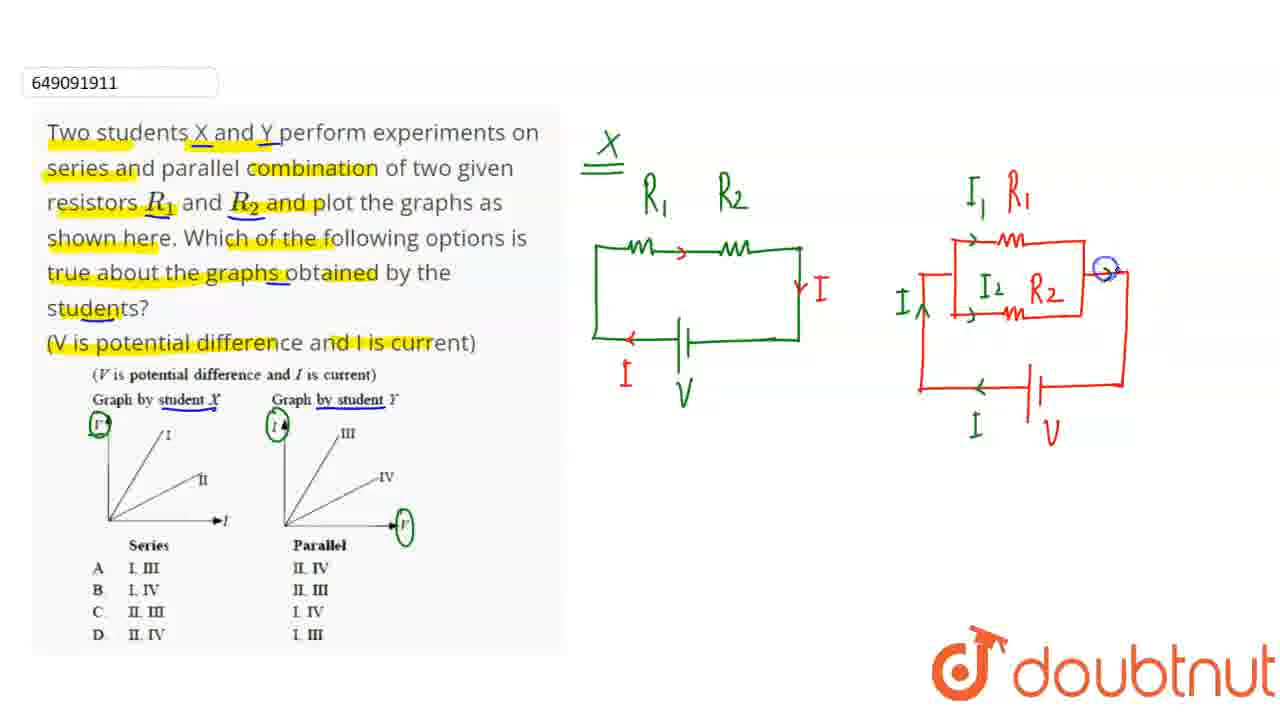 649091911
Two students X and Y perform experiments on
series and parallel combination of two given
resistors R1 and R2 and plot the graphs as
shown here. Which of the following options is
true about the graphs obtained by the
students?
(V is potential difference and I is current)
(V is potential difference and I is current)
Graph by student X Graph by student Y
V I II I
I III IV V
Series Parallel
A I, III II, IV
B. I, IV II, III
C. II, III I, IV
D. II, IV I, III
X
R1 R2
I
I
V
I1 R1
I2 R2
I
I
V
doubtnut